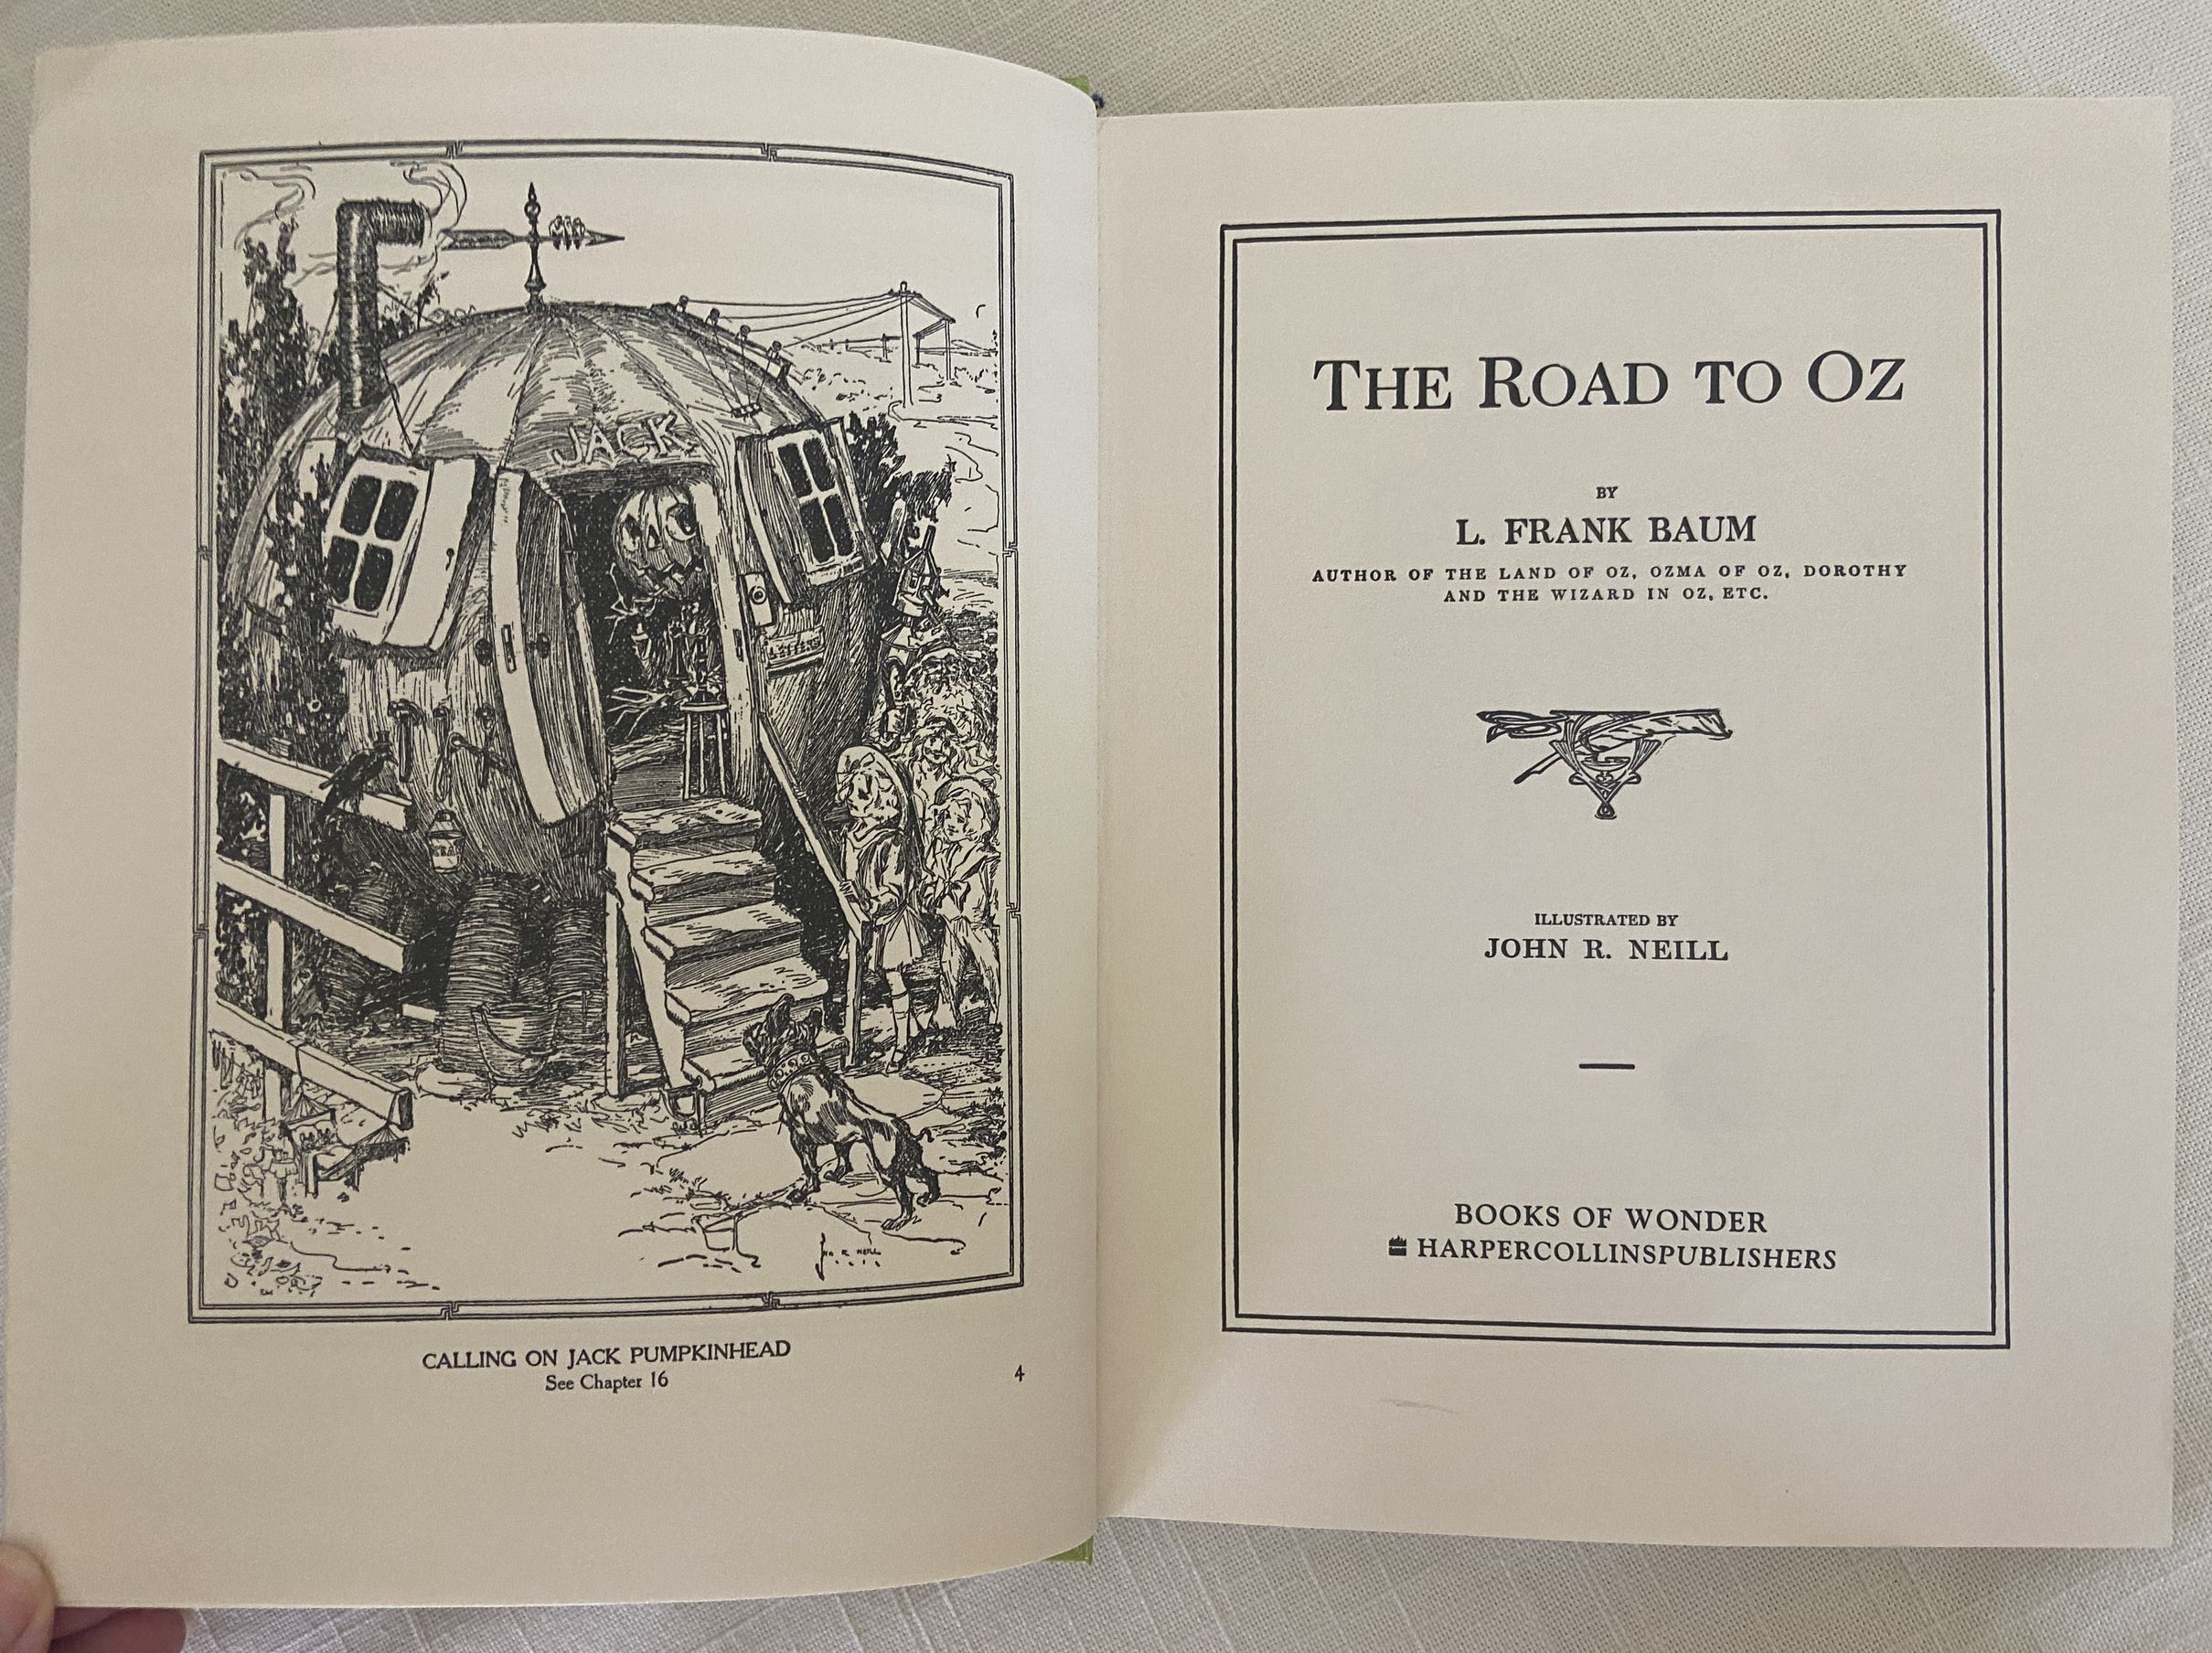 JACK
JOHN R. NEILL
CALLING ON JACK PUMPKINHEAD
See Chapter 16
4
THE ROAD TO OZ
BY
L. FRANK BAUM
AUTHOR OF THE LAND OF OZ, OZMA OF OZ, DOROTHY
AND THE WIZARD IN OZ, ETC.
ILLUSTRATED BY
JOHN R. NEILL
BOOKS OF WONDER
HARPERCOLLINSPUBLISHERS